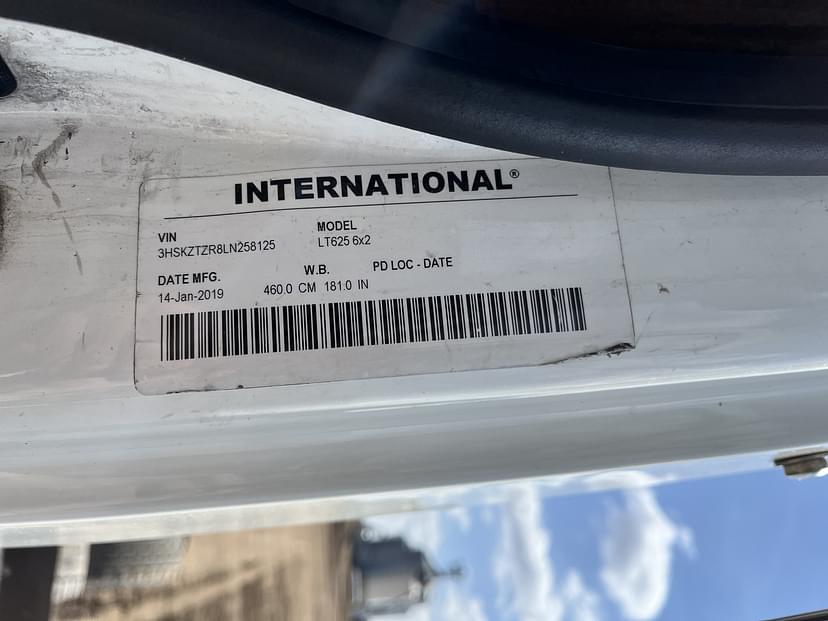 INTERNATIONAL®
VIN MODEL
3HSKZTZR8LN258125 LT625 6x2
DATE MFG. W.B. PD LOC - DATE
14-Jan-2019 460.0 CM 181.0 IN